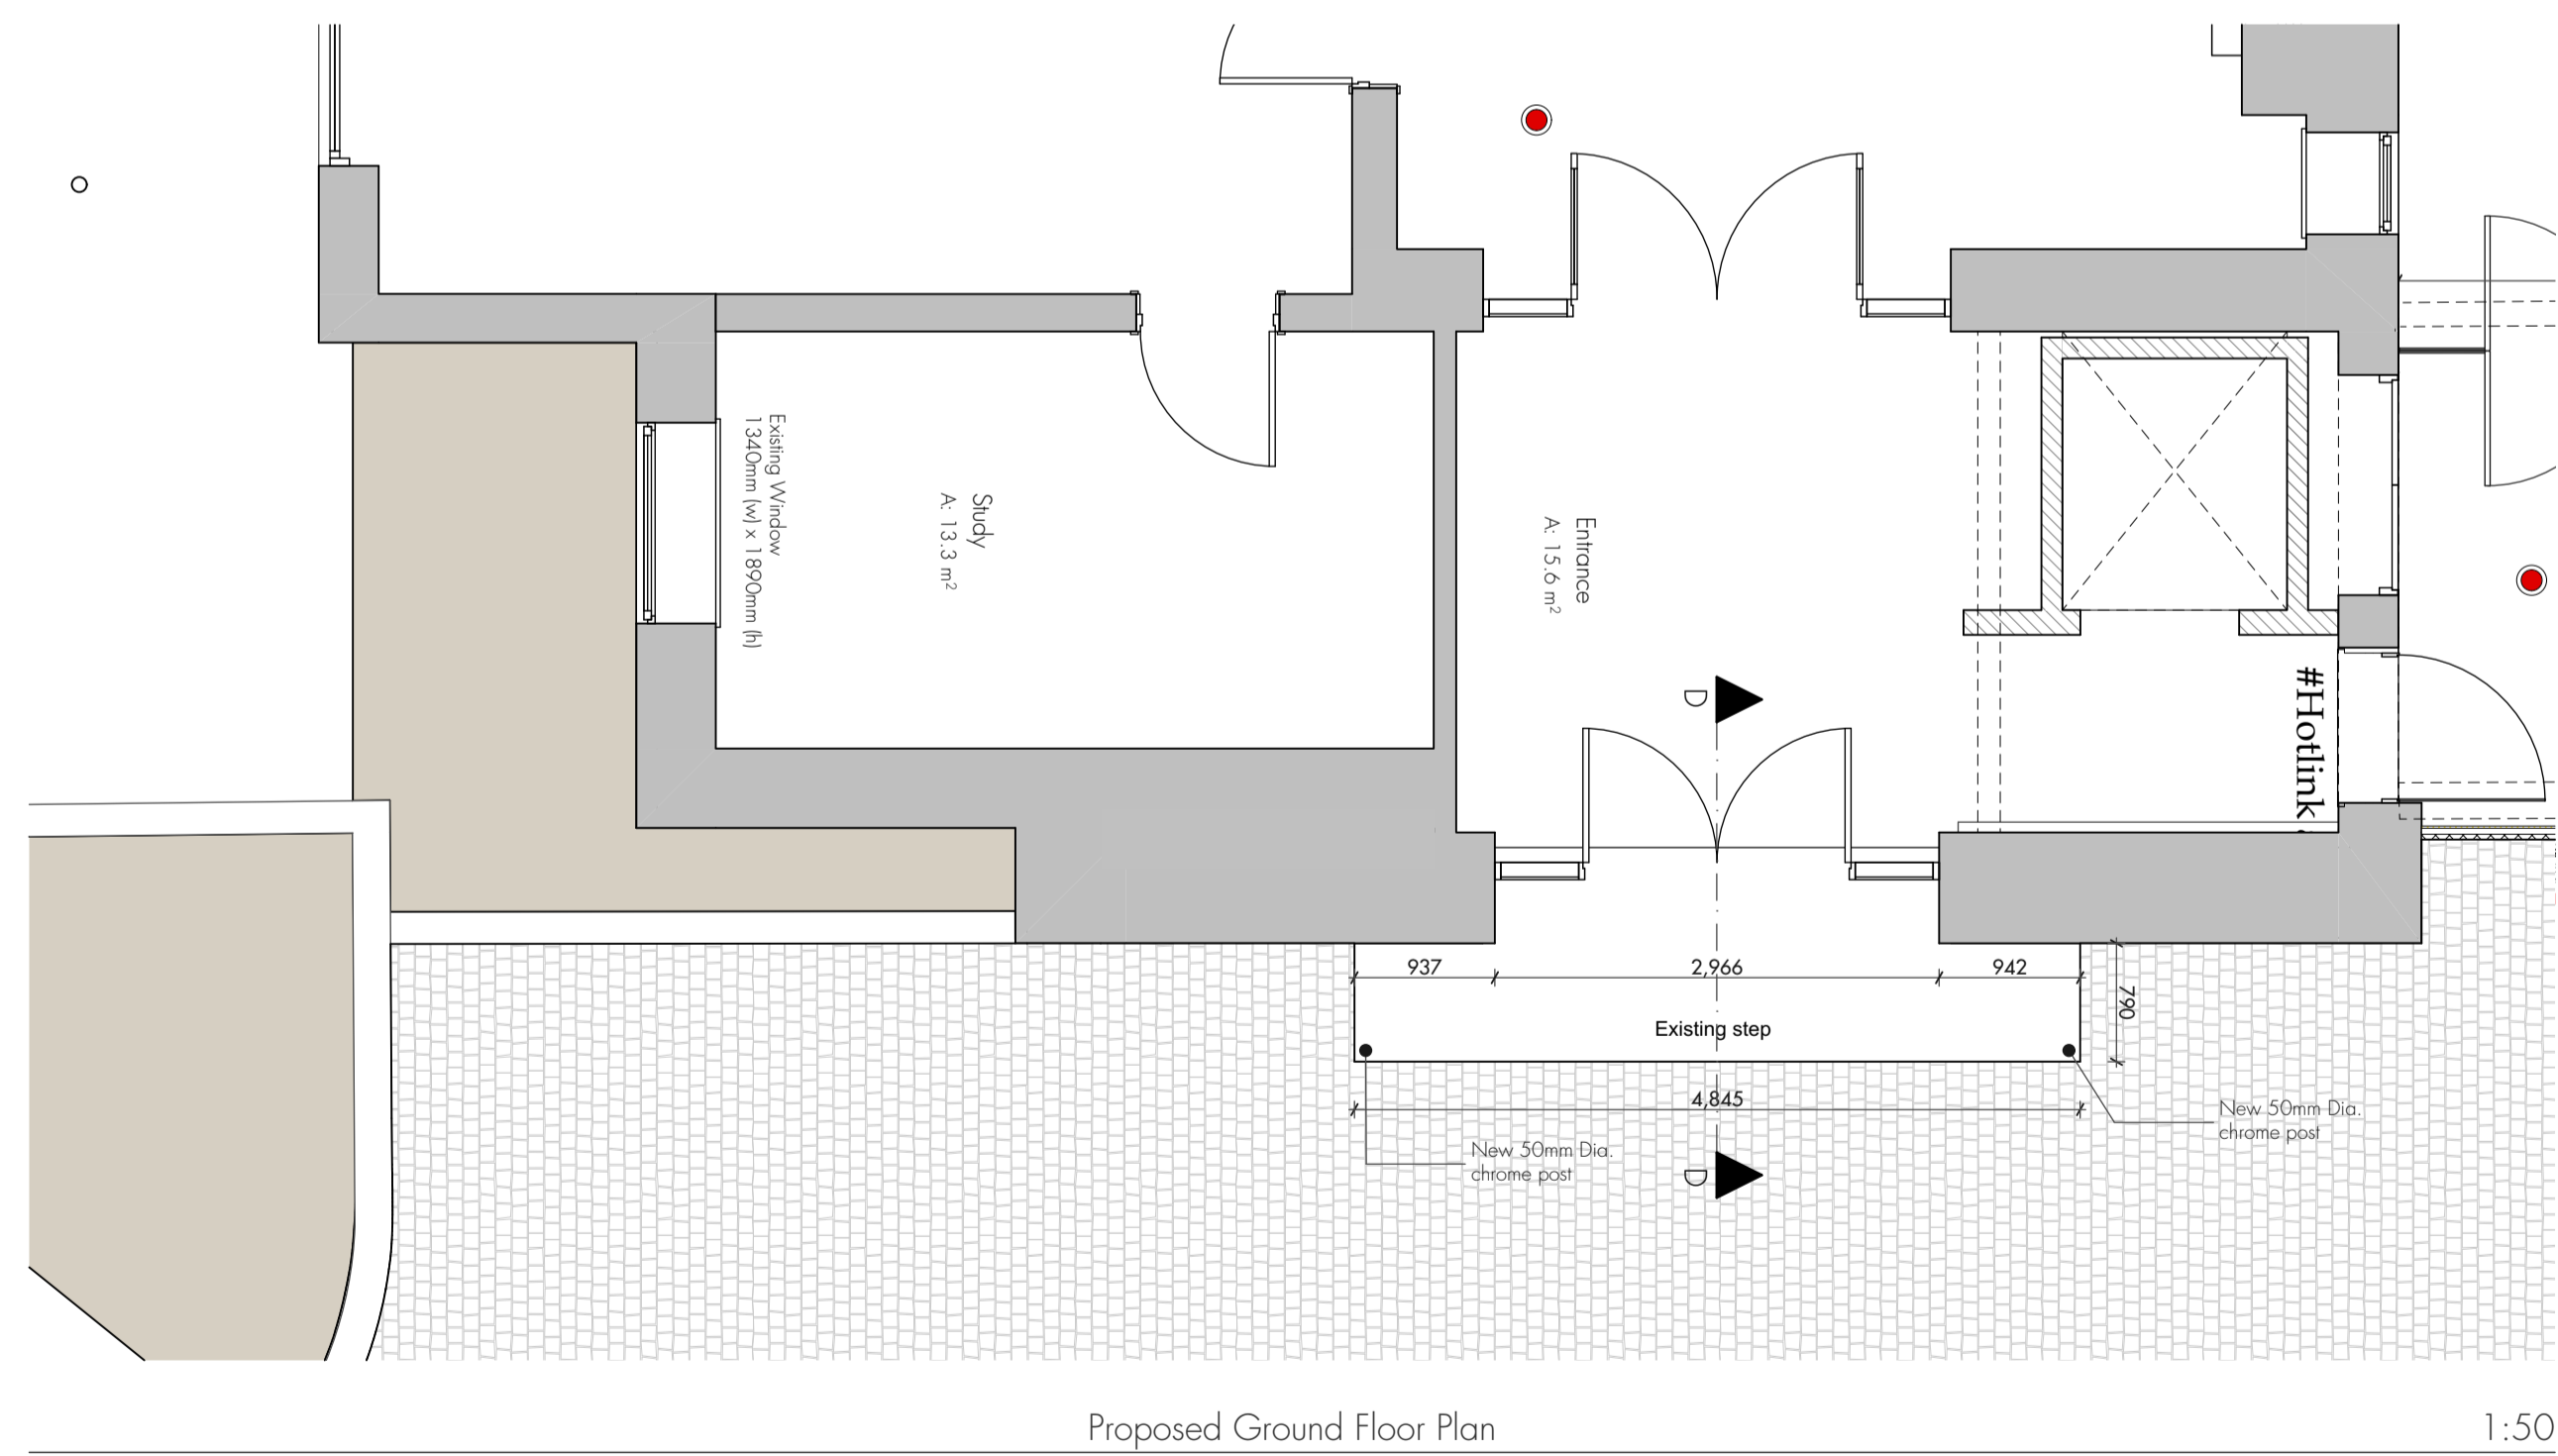 Existing Window
1340mm (w) x 1890mm (h)
Study
A: 13.3 m²
Entrance
A: 15.6 m²
#Hotlink
D
937
2,966
942
790
Existing step
4,845
New 50mm Dia.
chrome post
New 50mm Dia.
chrome post
D
Proposed Ground Floor Plan
1:50